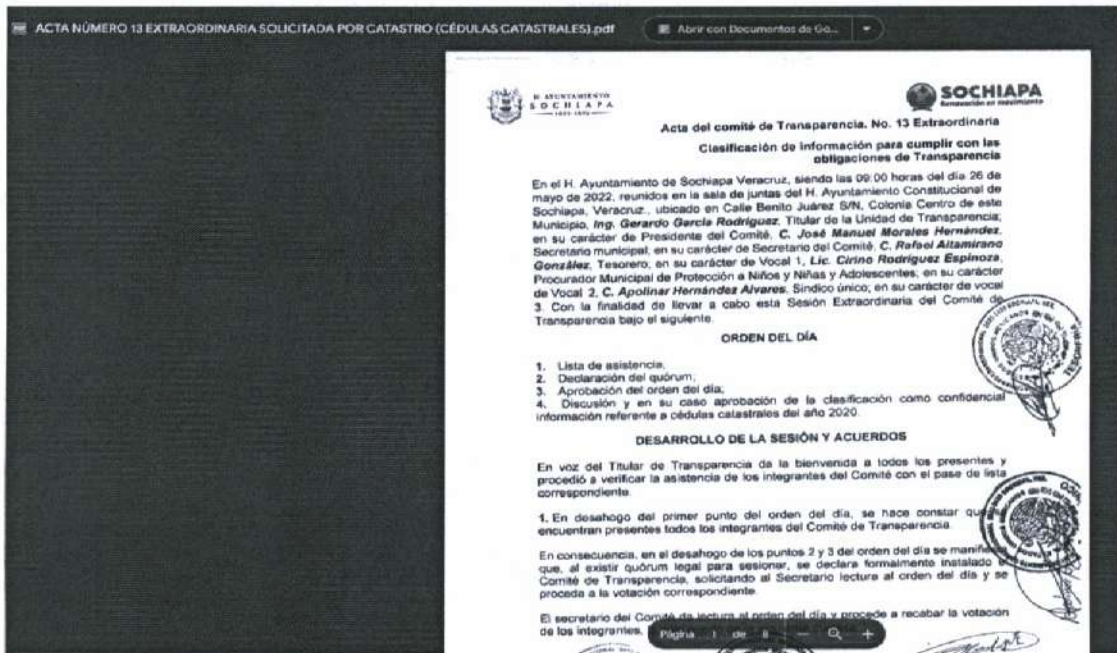 ACTA NÚMERO 13 EXTRAORDINARIA SOLICITADA POR CATASTRO (CÉDULAS CATASTRALES).pdf
Abrir con Documentos de Go...
H. AYUNTAMIENTO
SOCHIAPA
SOCHIAPA
Renovación en movimiento
Acta del comité de Transparencia. No. 13 Extraordinaria
Clasificación de información para cumplir con las
obligaciones de Transparencia
En el H. Ayuntamiento de Sochiapa Veracruz, siendo las 09:00 horas del día 26 de
mayo de 2022, reunidos en la sala de juntas del H. Ayuntamiento Constitucional de
Sochiapa, Veracruz., ubicado en Calle Benito Juárez S/N, Colonia Centro de este
Municipio, Ing. Gerardo García Rodríguez, Titular de la Unidad de Transparencia;
en su carácter de Presidente del Comité, C. José Manuel Morales Hernández,
Secretario municipal; en su carácter de Secretario del Comité, C. Rafael Altamirano
González, Tesorero; en su carácter de Vocal 1, Lic. Cirino Rodríguez Espinoza,
Procurador Municipal de Protección a Niños y Niñas y Adolescentes; en su carácter
de Vocal 2, C. Apolinar Hernández Alvares, Síndico único; en su carácter de vocal
3. Con la finalidad de llevar a cabo esta Sesión Extraordinaria del Comité de
Transparencia bajo el siguiente.
ORDEN DEL DÍA
1. Lista de asistencia;
2. Declaración del quórum;
3. Aprobación del orden del día;
4. Discusión y en su caso aprobación de la clasificación como confidencial
información referente a cédulas catastrales del año 2020.
DESARROLLO DE LA SESIÓN Y ACUERDOS
En voz del Titular de Transparencia da la bienvenida a todos los presentes y
procedió a verificar la asistencia de los integrantes del Comité con el pase de lista
correspondiente.
1. En desahogo del primer punto del orden del día, se hace constar que
encuentran presentes todos los integrantes del Comité de Transparencia.
En consecuencia, en el desahogo de los puntos 2 y 3 del orden del día se manifiesta
que, al existir quórum legal para sesionar, se declara formalmente instalado
Comité de Transparencia, solicitando al Secretario lectura al orden del día y se
proceda a la votación correspondiente.
El secretario del Comité da lectura al orden del día y procede a recabar la votación
de los integrantes.
Página 1 de 8